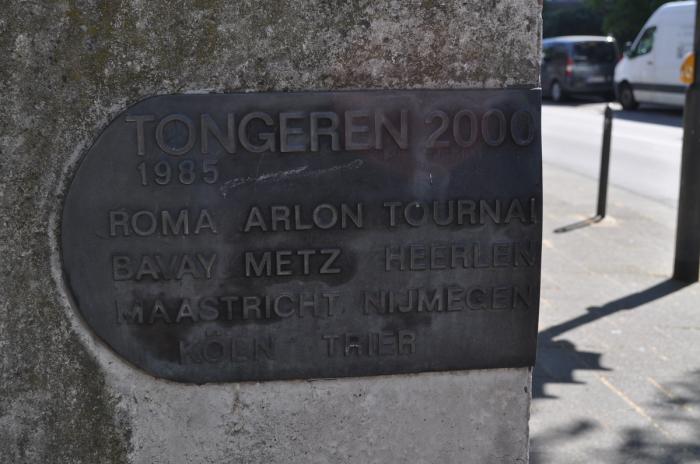 TONGEREN 2000
1985
ROMA ARLON TOURNAI
BAVAY METZ HEERLEN
MAASTRICHT NIJMEGEN
KÖLN TRIER